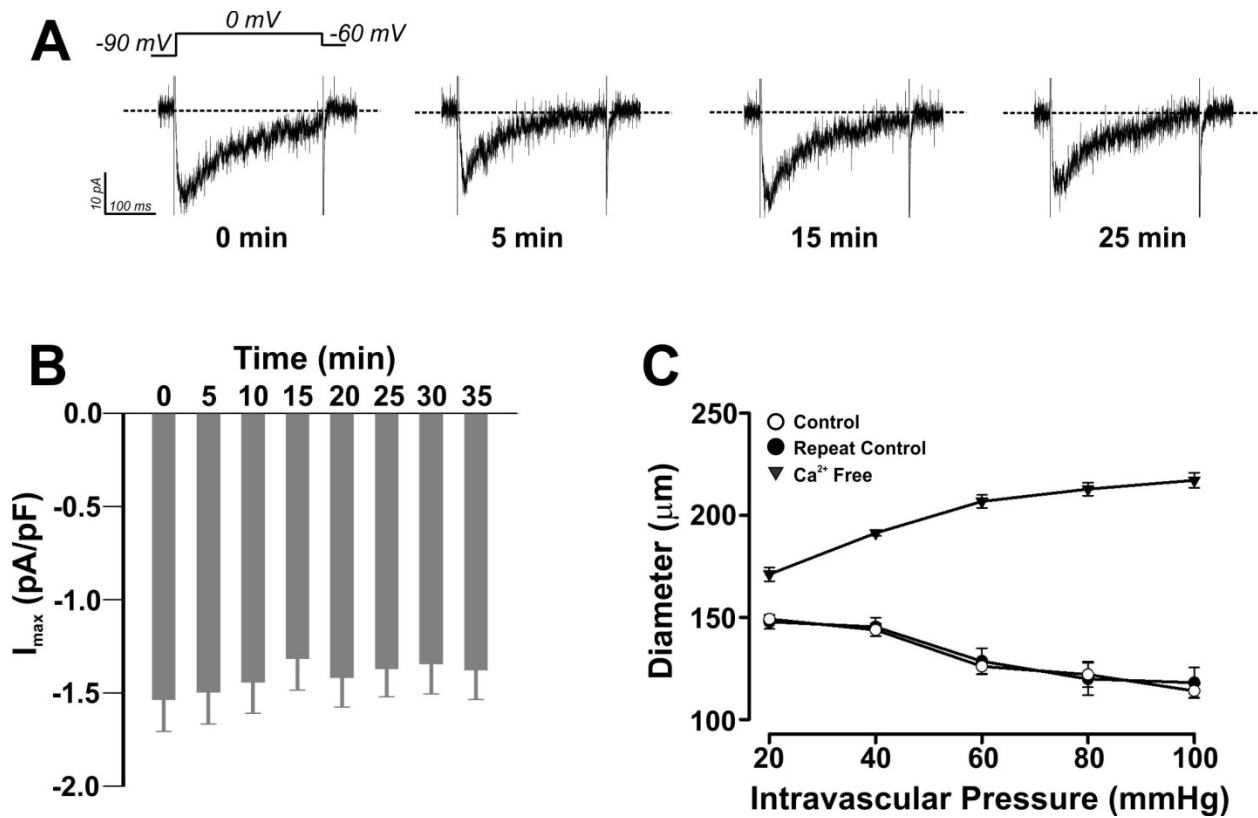 A
-90 mV
0 mV
-60 mV
10 pA
100 ms
0 min
5 min
15 min
25 min
B
Time (min)
0 5 10 15 20 25 30 35
0.0
-0.5
-1.0
-1.5
-2.0
Imax (pA/pF)
C
Control
Repeat Control
Ca²⁺ Free
250
200
150
100
Diameter (μm)
20 40 60 80 100
Intravascular Pressure (mmHg)